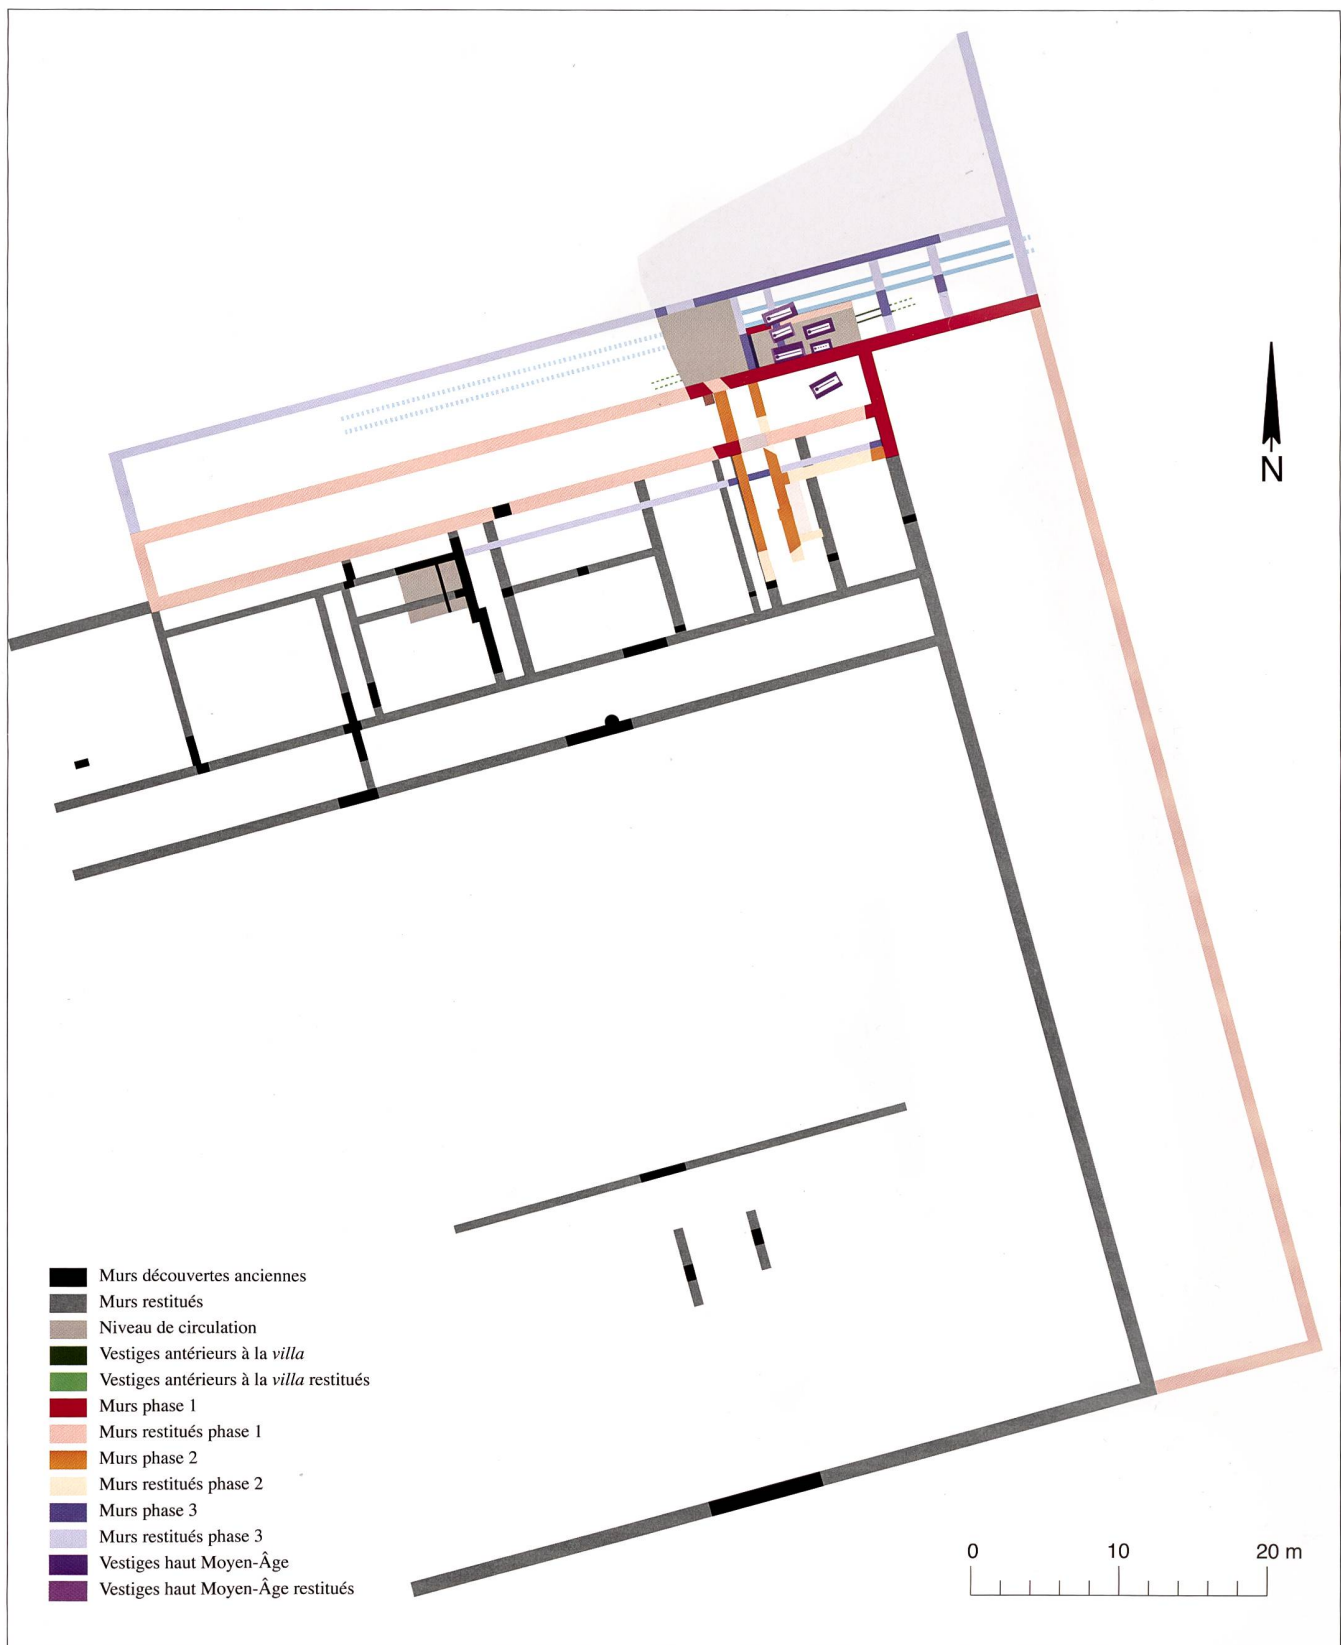 N
Murs découvertes anciennes
Murs restitués
Niveau de circulation
Vestiges antérieurs à la villa
Vestiges antérieurs à la villa restitués
Murs phase 1
Murs restitués phase 1
Murs phase 2
Murs restitués phase 2
Murs phase 3
Murs restitués phase 3
Vestiges haut Moyen-Âge
Vestiges haut Moyen-Âge restitués
0 10 20 m